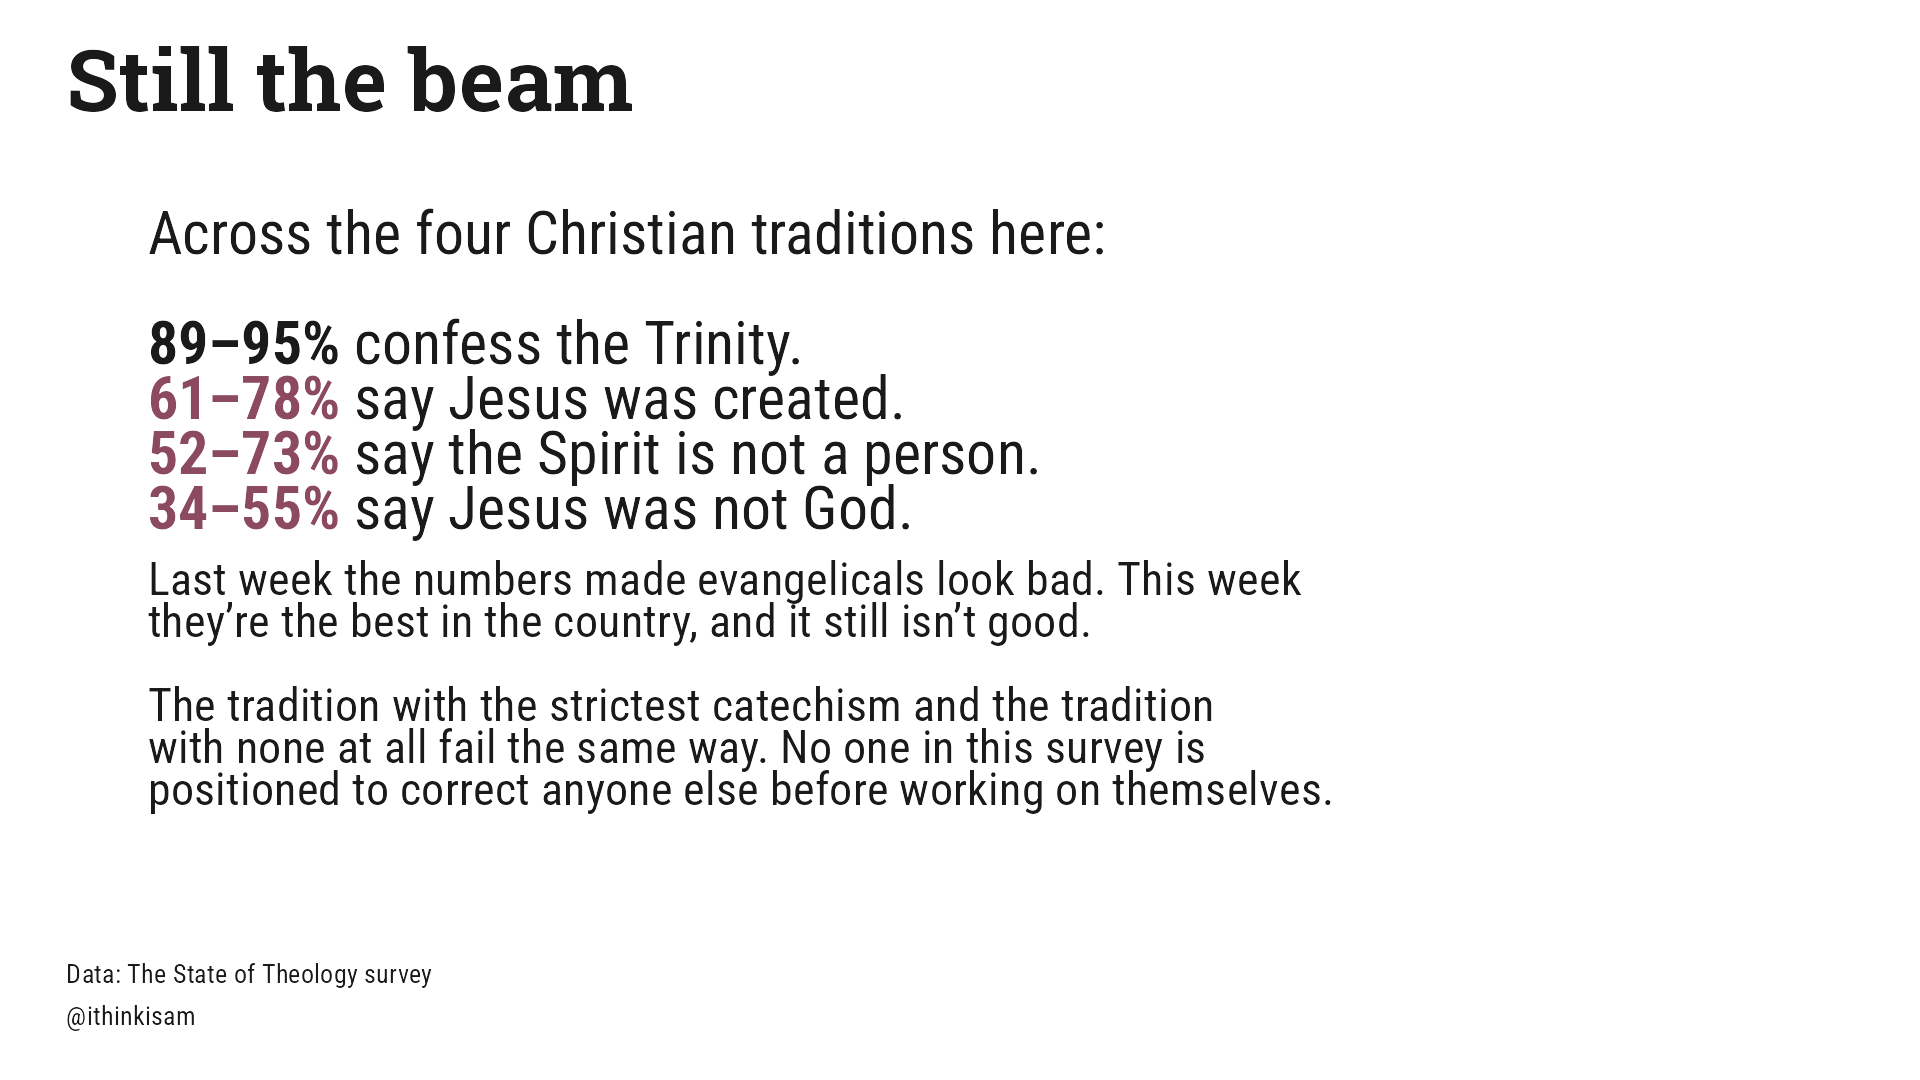 Still the beam
Across the four Christian traditions here:
89–95% confess the Trinity.
61–78% say Jesus was created.
52–73% say the Spirit is not a person.
34–55% say Jesus was not God.
Last week the numbers made evangelicals look bad. This week
they’re the best in the country, and it still isn’t good.
The tradition with the strictest catechism and the tradition
with none at all fail the same way. No one in this survey is
positioned to correct anyone else before working on themselves.
Data: The State of Theology survey
@ithinkisam